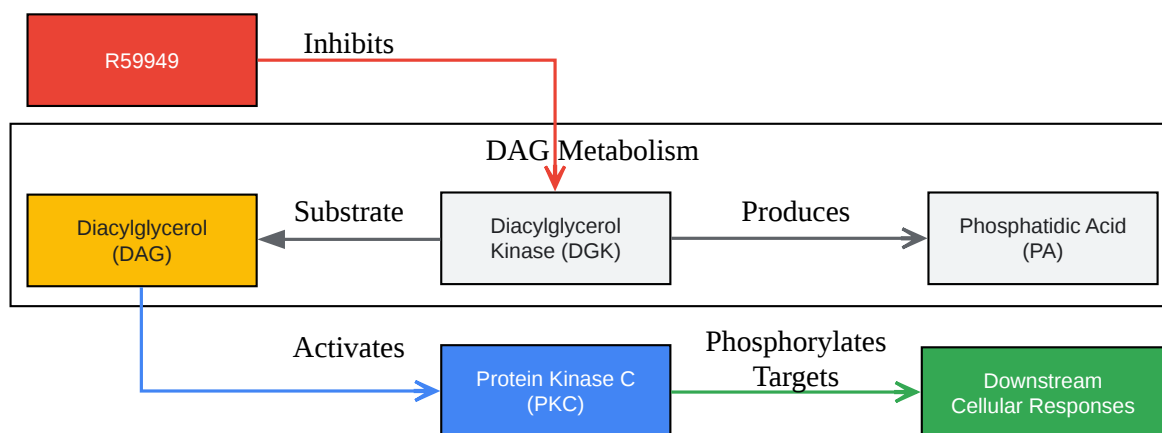 R59949
Inhibits
DAG Metabolism
Diacylglycerol
(DAG)
Substrate
Diacylglycerol
Kinase (DGK)
Produces
Phosphatidic Acid
(PA)
Activates
Protein Kinase C
(PKC)
Phosphorylates
Targets
Downstream
Cellular Responses